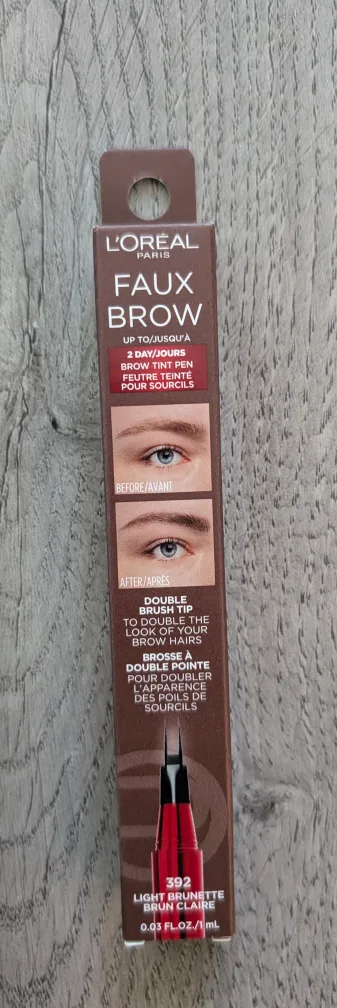 L'ORÉAL
PARIS
FAUX
BROW
UP TO/JUSQU'À
2 DAY/JOURS
BROW TINT PEN
FEUTRE TEINTÉ
POUR SOURCILS
BEFORE/AVANT
AFTER/APRÈS
DOUBLE
BRUSH TIP
TO DOUBLE THE
LOOK OF YOUR
BROW HAIRS
BROSSE À
DOUBLE POINTE
POUR DOUBLER
L'APPARENCE
DES POILS DE
SOURCILS
392
LIGHT BRUNETTE
BRUN CLAIRE
0.03 FL.OZ./1 mL